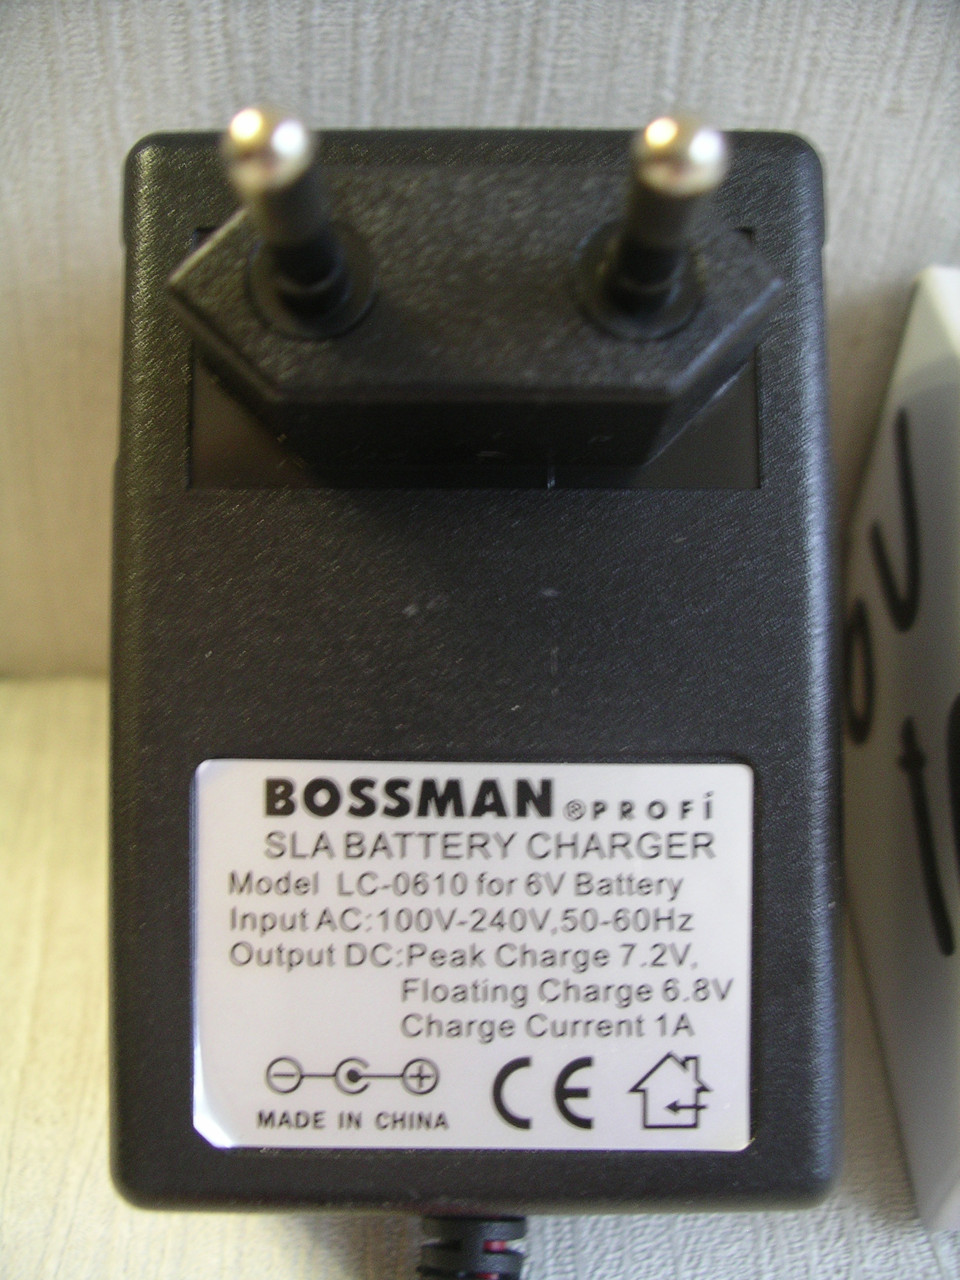 BOSSMAN ® PROFi
SLA BATTERY CHARGER
Model LC-0610 for 6V Battery
Input AC:100V-240V,50-60Hz
Output DC:Peak Charge 7.2V,
Floating Charge 6.8V
Charge Current 1A
MADE IN CHINA CE